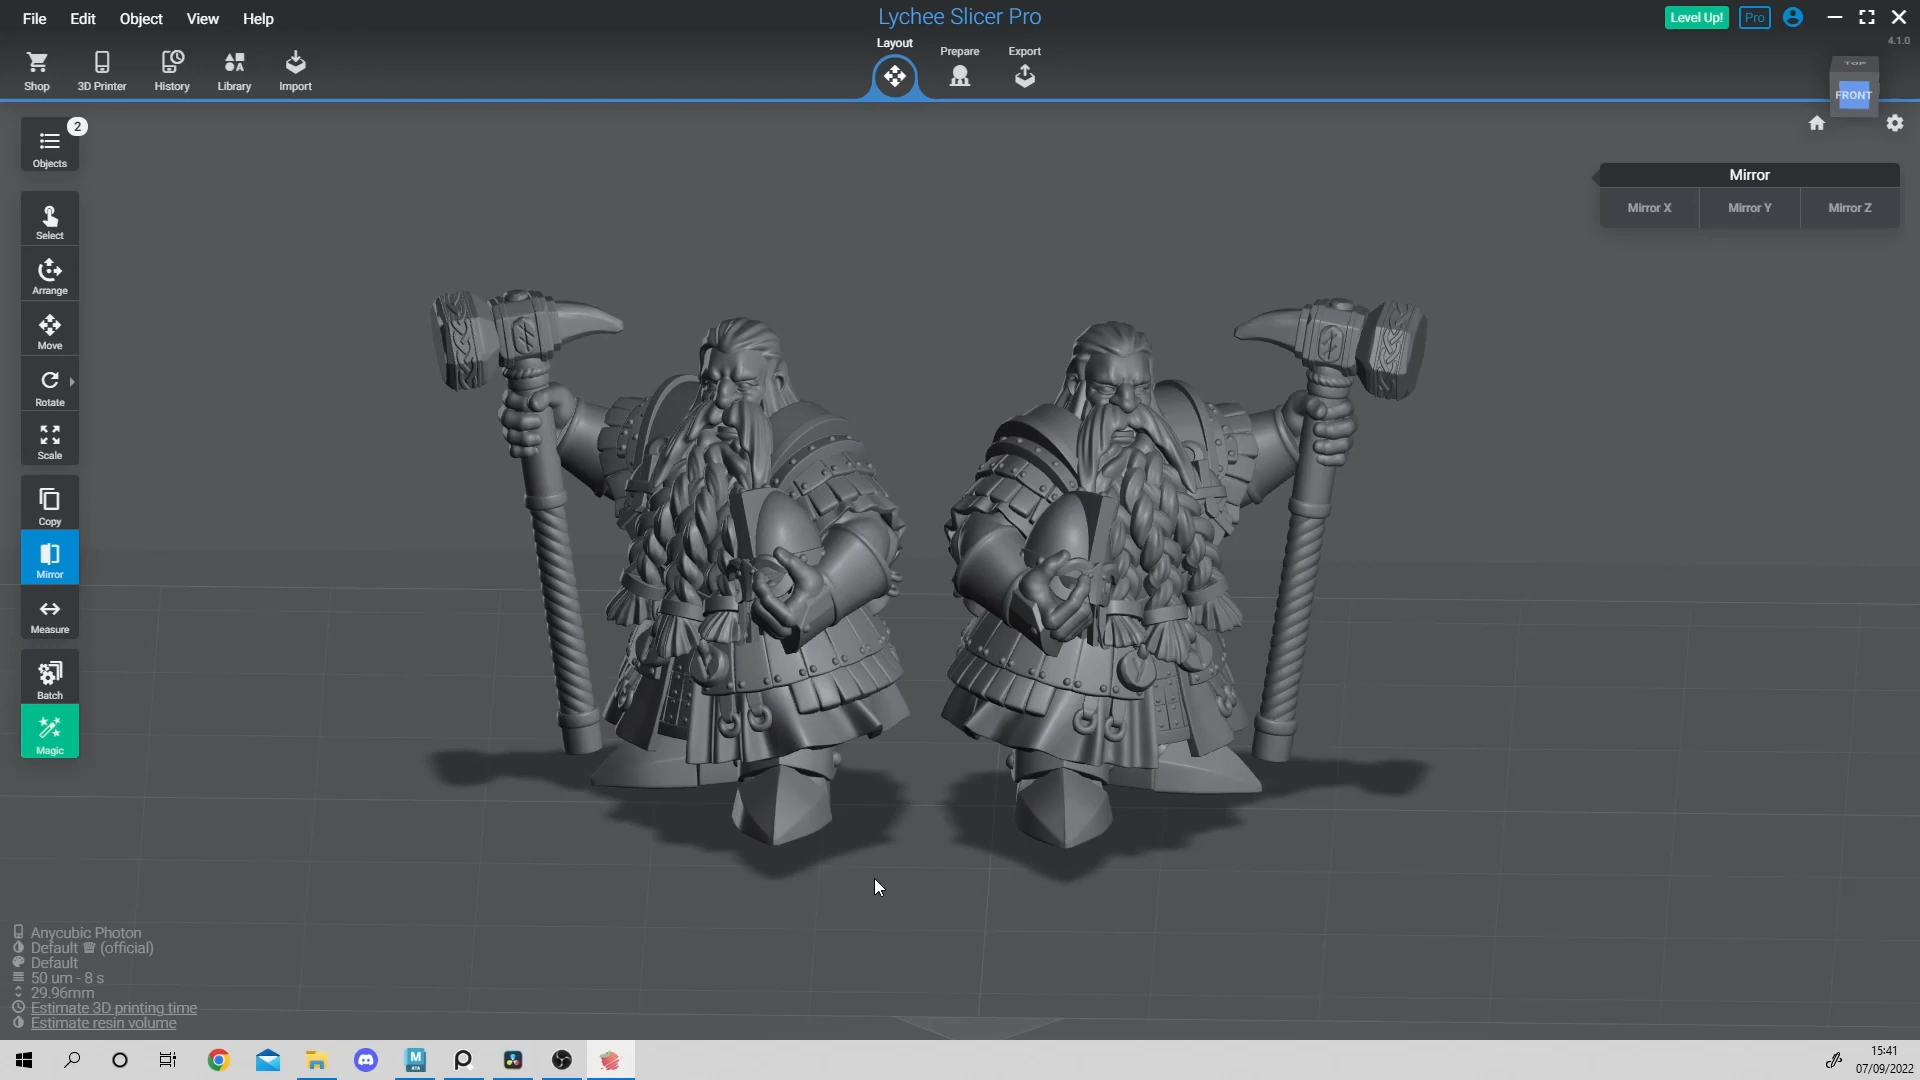 File Edit Object View Help
Lychee Slicer Pro
Level Up! Pro
4.1.0
Shop 3D Printer History Library Import
Layout Prepare Export
TOP
FRONT
2
Objects
Mirror
Mirror X Mirror Y Mirror Z
Select
Arrange
Move
Rotate
Scale
Copy
Mirror
Measure
Batch
Magic
Anycubic Photon
Default (official)
Default
50 um - 8 s
29.96mm
Estimate 3D printing time
Estimate resin volume
M
15:41
07/09/2022